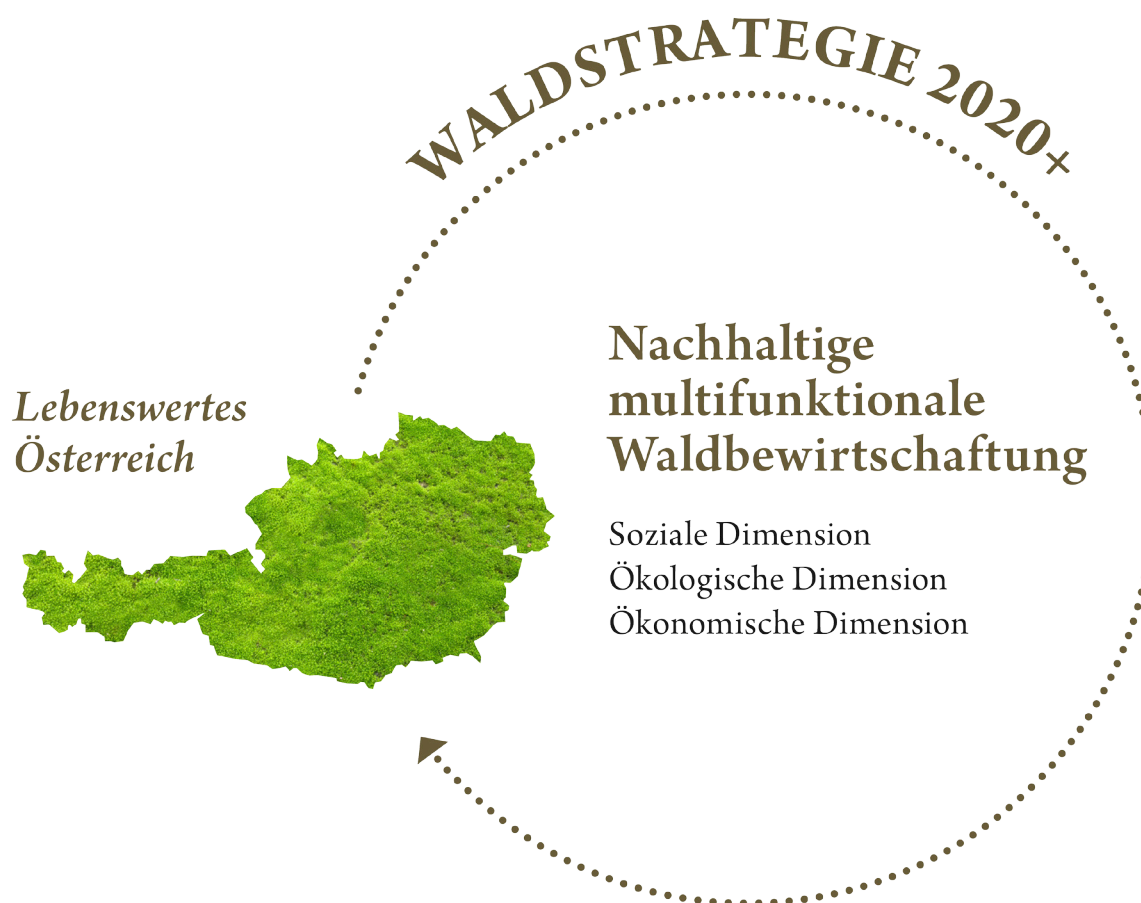 WALDSTRATEGIE 2020+
Lebenswertes
Österreich
Nachhaltige
multifunktionale
Waldbewirtschaftung
Soziale Dimension
Ökologische Dimension
Ökonomische Dimension